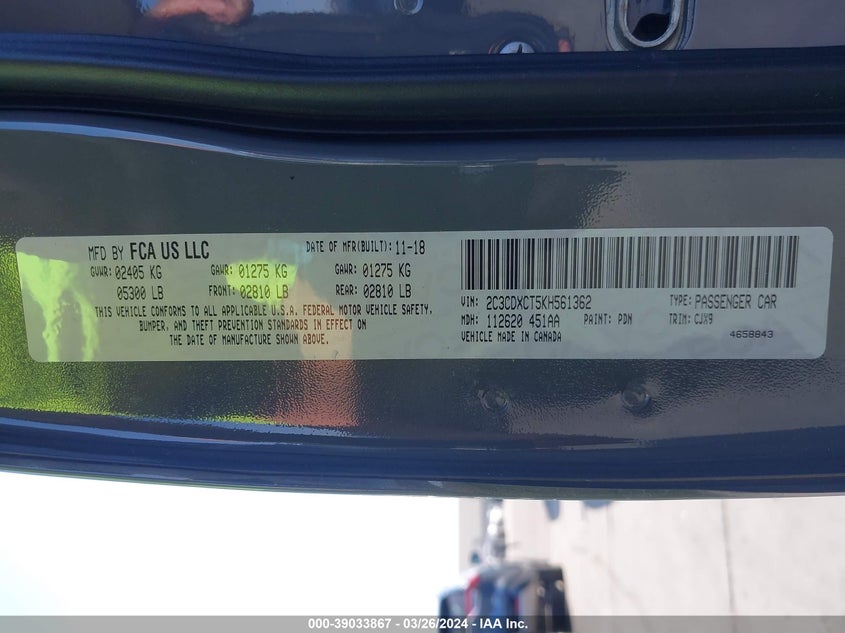 MFD BY FCA US LLC
DATE OF MFR(BUILT): 11-18
GVWR: 02405 KG GAWR: 01275 KG GAWR: 01275 KG
05300 LB FRONT: 02810 LB REAR: 02810 LB
THIS VEHICLE CONFORMS TO ALL APPLICABLE U.S.A. FEDERAL MOTOR VEHICLE SAFETY,
BUMPER, AND THEFT PREVENTION STANDARDS IN EFFECT ON
THE DATE OF MANUFACTURE SHOWN ABOVE.
VIN: 2C3CDXCT5KH561362 TYPE: PASSENGER CAR
MDH: 112620 451AA PAINT: PDN TRIM: CJX9
VEHICLE MADE IN CANADA 4658843
000-39033867 - 03/26/2024 - IAA Inc.